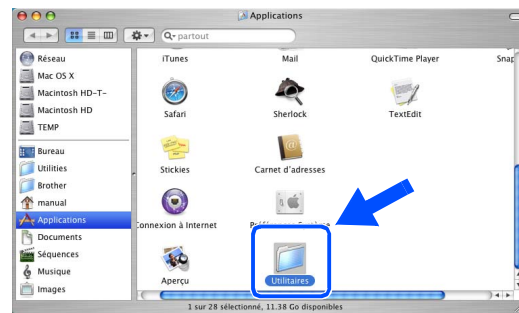 Applications
partout
Réseau
Mac OS X
Macintosh HD-T-
Macintosh HD
TEMP
Bureau
Utilities
Brother
manual
Applications
Documents
Séquences
Musique
Images
iTunes
Mail
QuickTime Player
Snap
Safari
Sherlock
TextEdit
Stickies
Carnet d'adresses
onnexion à Internet
Aperçu
Utilitaires
1 sur 28 sélectionné, 11.38 Go disponibles